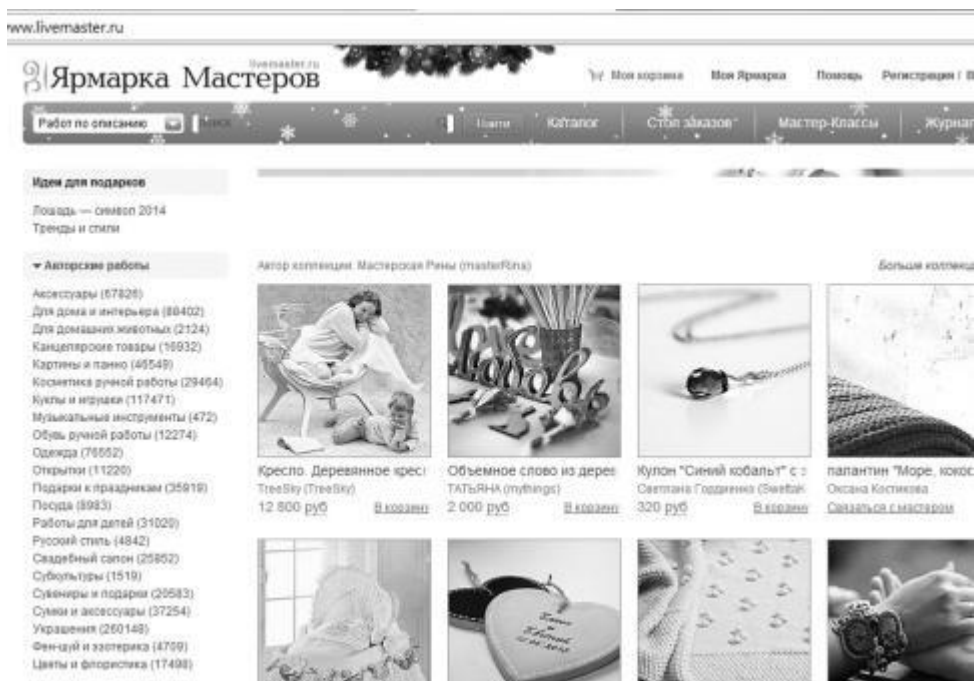 www.livemaster.ru
livemaster.ru
Ярмарка Мастеров
Моя корзина Моя Ярмарка Помощь Регистрация
Работ по описанию Найти Каталог Стол заказов Мастер-Классы Журнал
Идеи для подарков
Лошадь — символ 2014
Тренды и стили
Авторские работы
Автор коллекции: Мастерская Рины (masterRina)
Больше коллекци
Аксессуары (67826)
Для дома и интерьера (88402)
Для домашних животных (2124)
Канцелярские товары (16932)
Картины и панно (46549)
Косметика ручной работы (29464)
Куклы и игрушки (117471)
Музыкальные инструменты (472)
Обувь ручной работы (12274)
Одежда (76552)
Открытки (11220)
Подарки к праздникам (35919)
Посуда (8983)
Работы для детей (31020)
Русский стиль (4842)
Свадебный салон (25852)
Субкультуры (1519)
Сувениры и подарки (20583)
Сумки и аксессуары (37254)
Украшения (260148)
Фен-шуй и эзотерика (4709)
Цветы и флористика (17498)
Любовь
Кресло. Деревянное крес
TreeSky (TreeSky)
12 800 руб В корзину
Объемное слово из дерев
ТАТЬЯНА (mythings)
2 000 руб В корзину
Кулон "Синий кобальт" с
Светлана Гордиенко
320 руб В корзину
палантин "Море, кокос
Оксана Костикова
Связаться с мастером